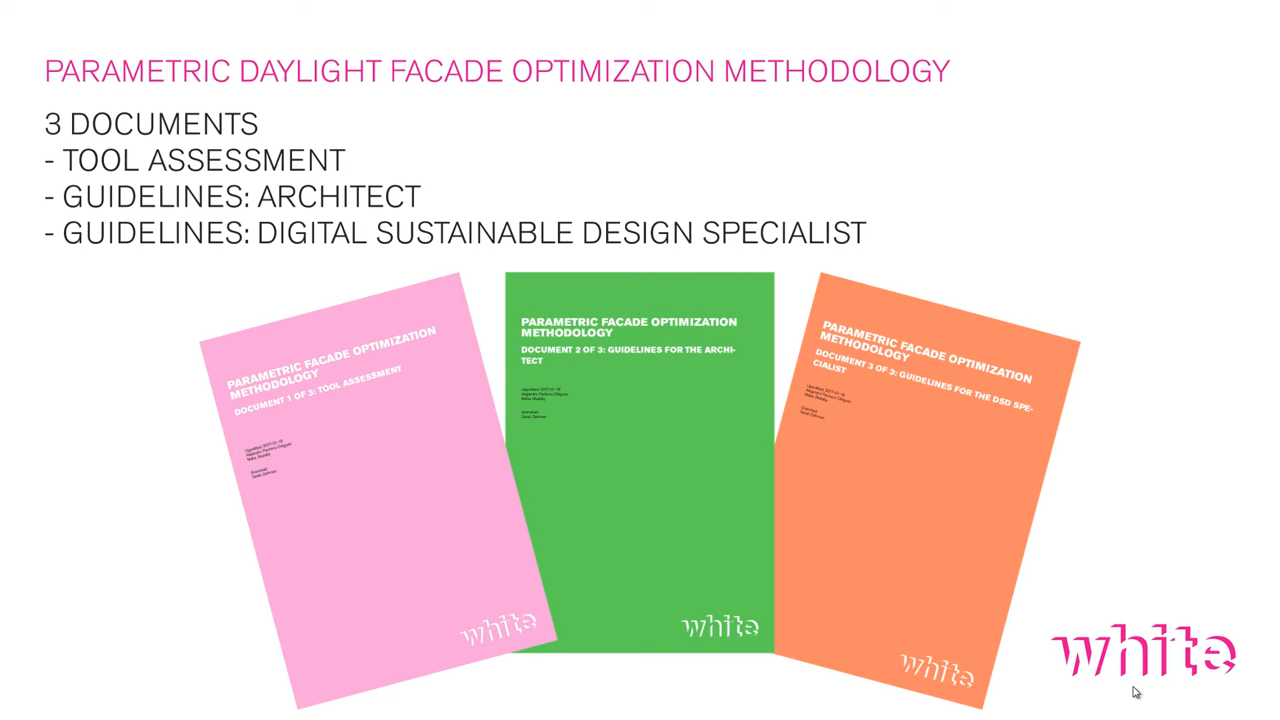 PARAMETRIC DAYLIGHT FACADE OPTIMIZATION METHODOLOGY
3 DOCUMENTS
- TOOL ASSESSMENT
- GUIDELINES: ARCHITECT
- GUIDELINES: DIGITAL SUSTAINABLE DESIGN SPECIALIST
PARAMETRIC FACADE OPTIMIZATION
METHODOLOGY
DOCUMENT 1 OF 3: TOOL ASSESSMENT
white
PARAMETRIC FACADE OPTIMIZATION
METHODOLOGY
DOCUMENT 2 OF 3: GUIDELINES FOR THE ARCHI-
TECT
white
PARAMETRIC FACADE OPTIMIZATION
METHODOLOGY
DOCUMENT 3 OF 3: GUIDELINES FOR THE DSD SPE-
CIALIST
white
white